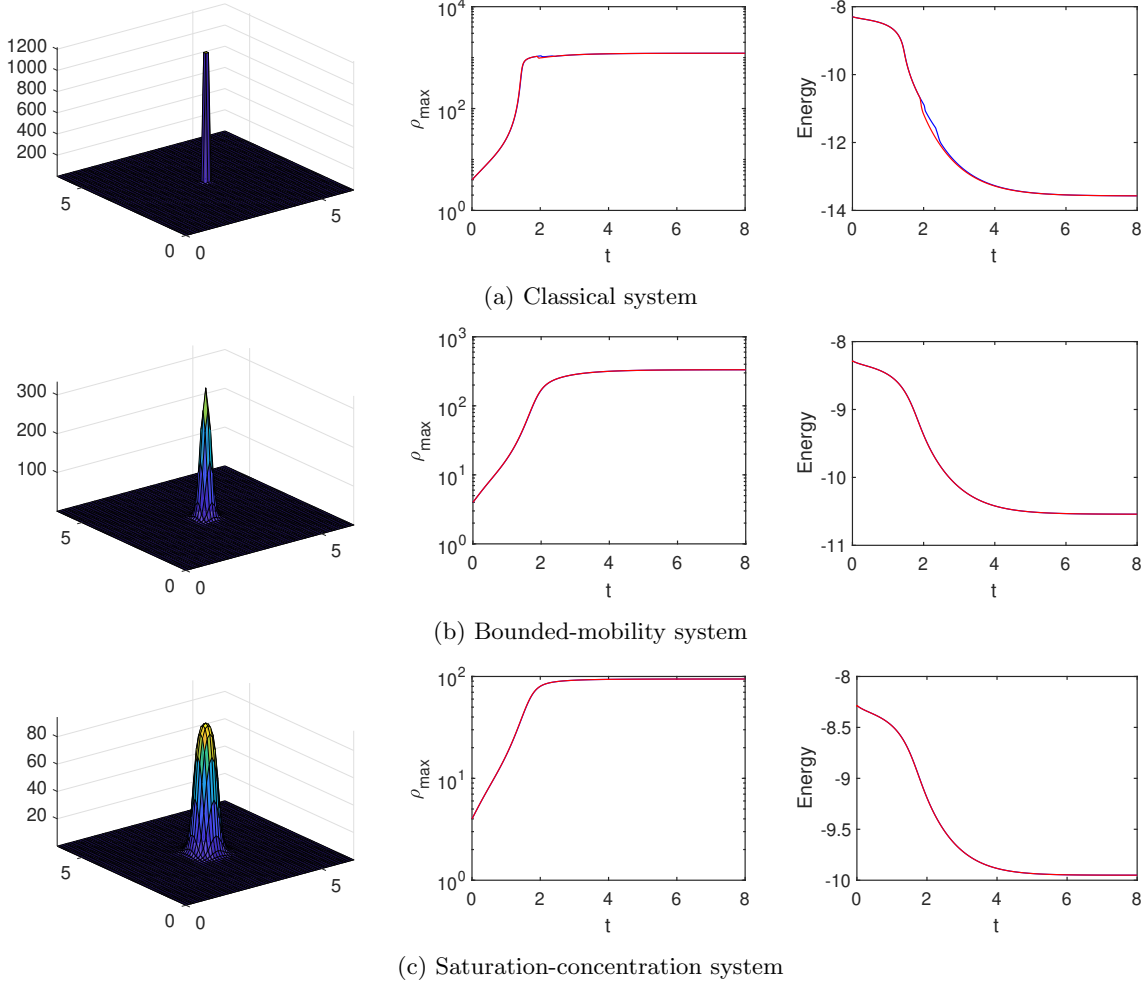 1200
1000
800
600
400
200
5
0
0
5
10^4
10^2
10^0
ρ_max
0 2 4 6 8
t
-8
-10
-12
-14
Energy
0 2 4 6 8
t
(a) Classical system
300
200
100
5
0
0
5
10^3
10^2
10^1
10^0
ρ_max
0 2 4 6 8
t
-8
-9
-10
-11
Energy
0 2 4 6 8
t
(b) Bounded-mobility system
80
60
40
20
5
0
0
5
10^2
10^1
10^0
ρ_max
0 2 4 6 8
t
-8
-8.5
-9
-9.5
-10
Energy
0 2 4 6 8
t
(c) Saturation-concentration system